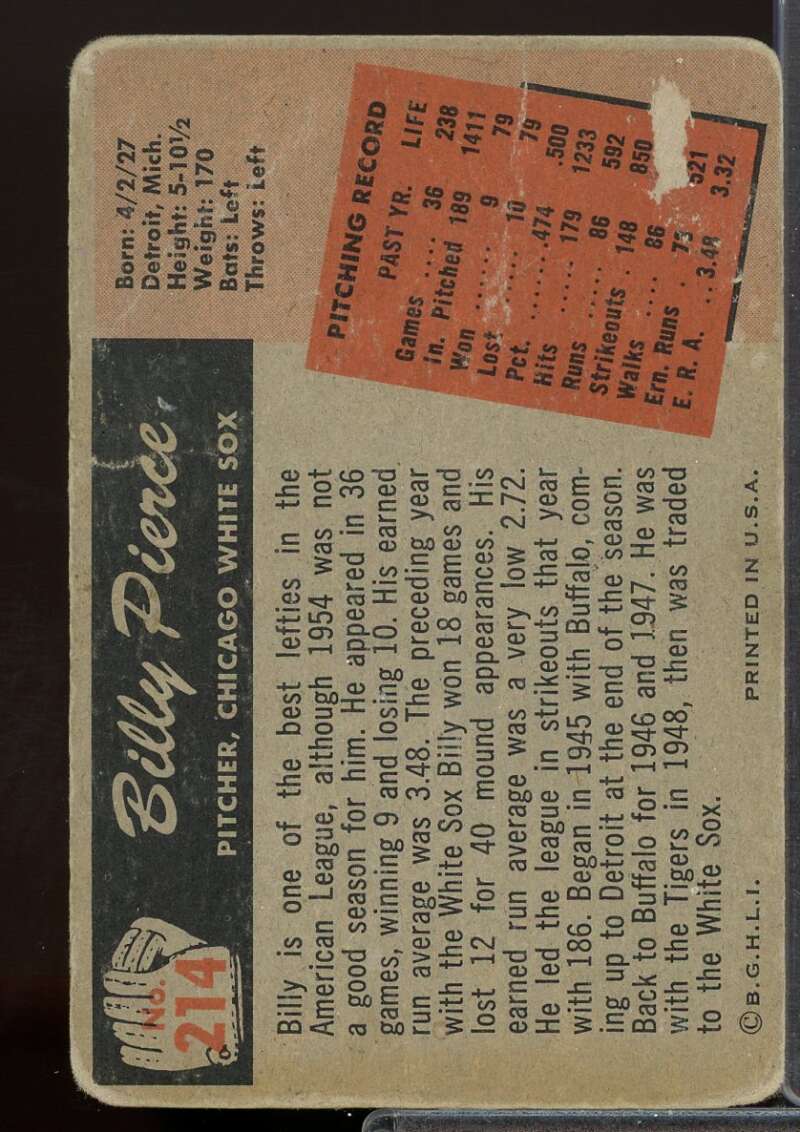 No.
214
Billy Pierce
PITCHER, CHICAGO WHITE SOX
Born: 4/2/27
Detroit, Mich.
Height: 5-10½
Weight: 170
Bats: Left
Throws: Left
Billy is one of the best lefties in the
American League, although 1954 was not
a good season for him. He appeared in 36
games, winning 9 and losing 10. His earned
run average was 3.48. The preceding year
with the White Sox Billy won 18 games and
lost 12 for 40 mound appearances. His
earned run average was a very low 2.72.
He led the league in strikeouts that year
with 186. Began in 1945 with Buffalo, com-
ing up to Detroit at the end of the season.
Back to Buffalo for 1946 and 1947. He was
with the Tigers in 1948, then was traded
to the White Sox.
PITCHING RECORD
PAST YR. LIFE
Games .... 36 238
In. Pitched 189 1411
Won ...... 9 79
Lost ...... 10 79
Pct. ....... .474 .500
Hits ..... 179 1233
Runs ..... 86 592
Strikeouts . 148 850
Walks .... 86
Ern. Runs . 73 521
E. R. A. .. 3.48 3.32
©B.G.H.L.I. PRINTED IN U.S.A.